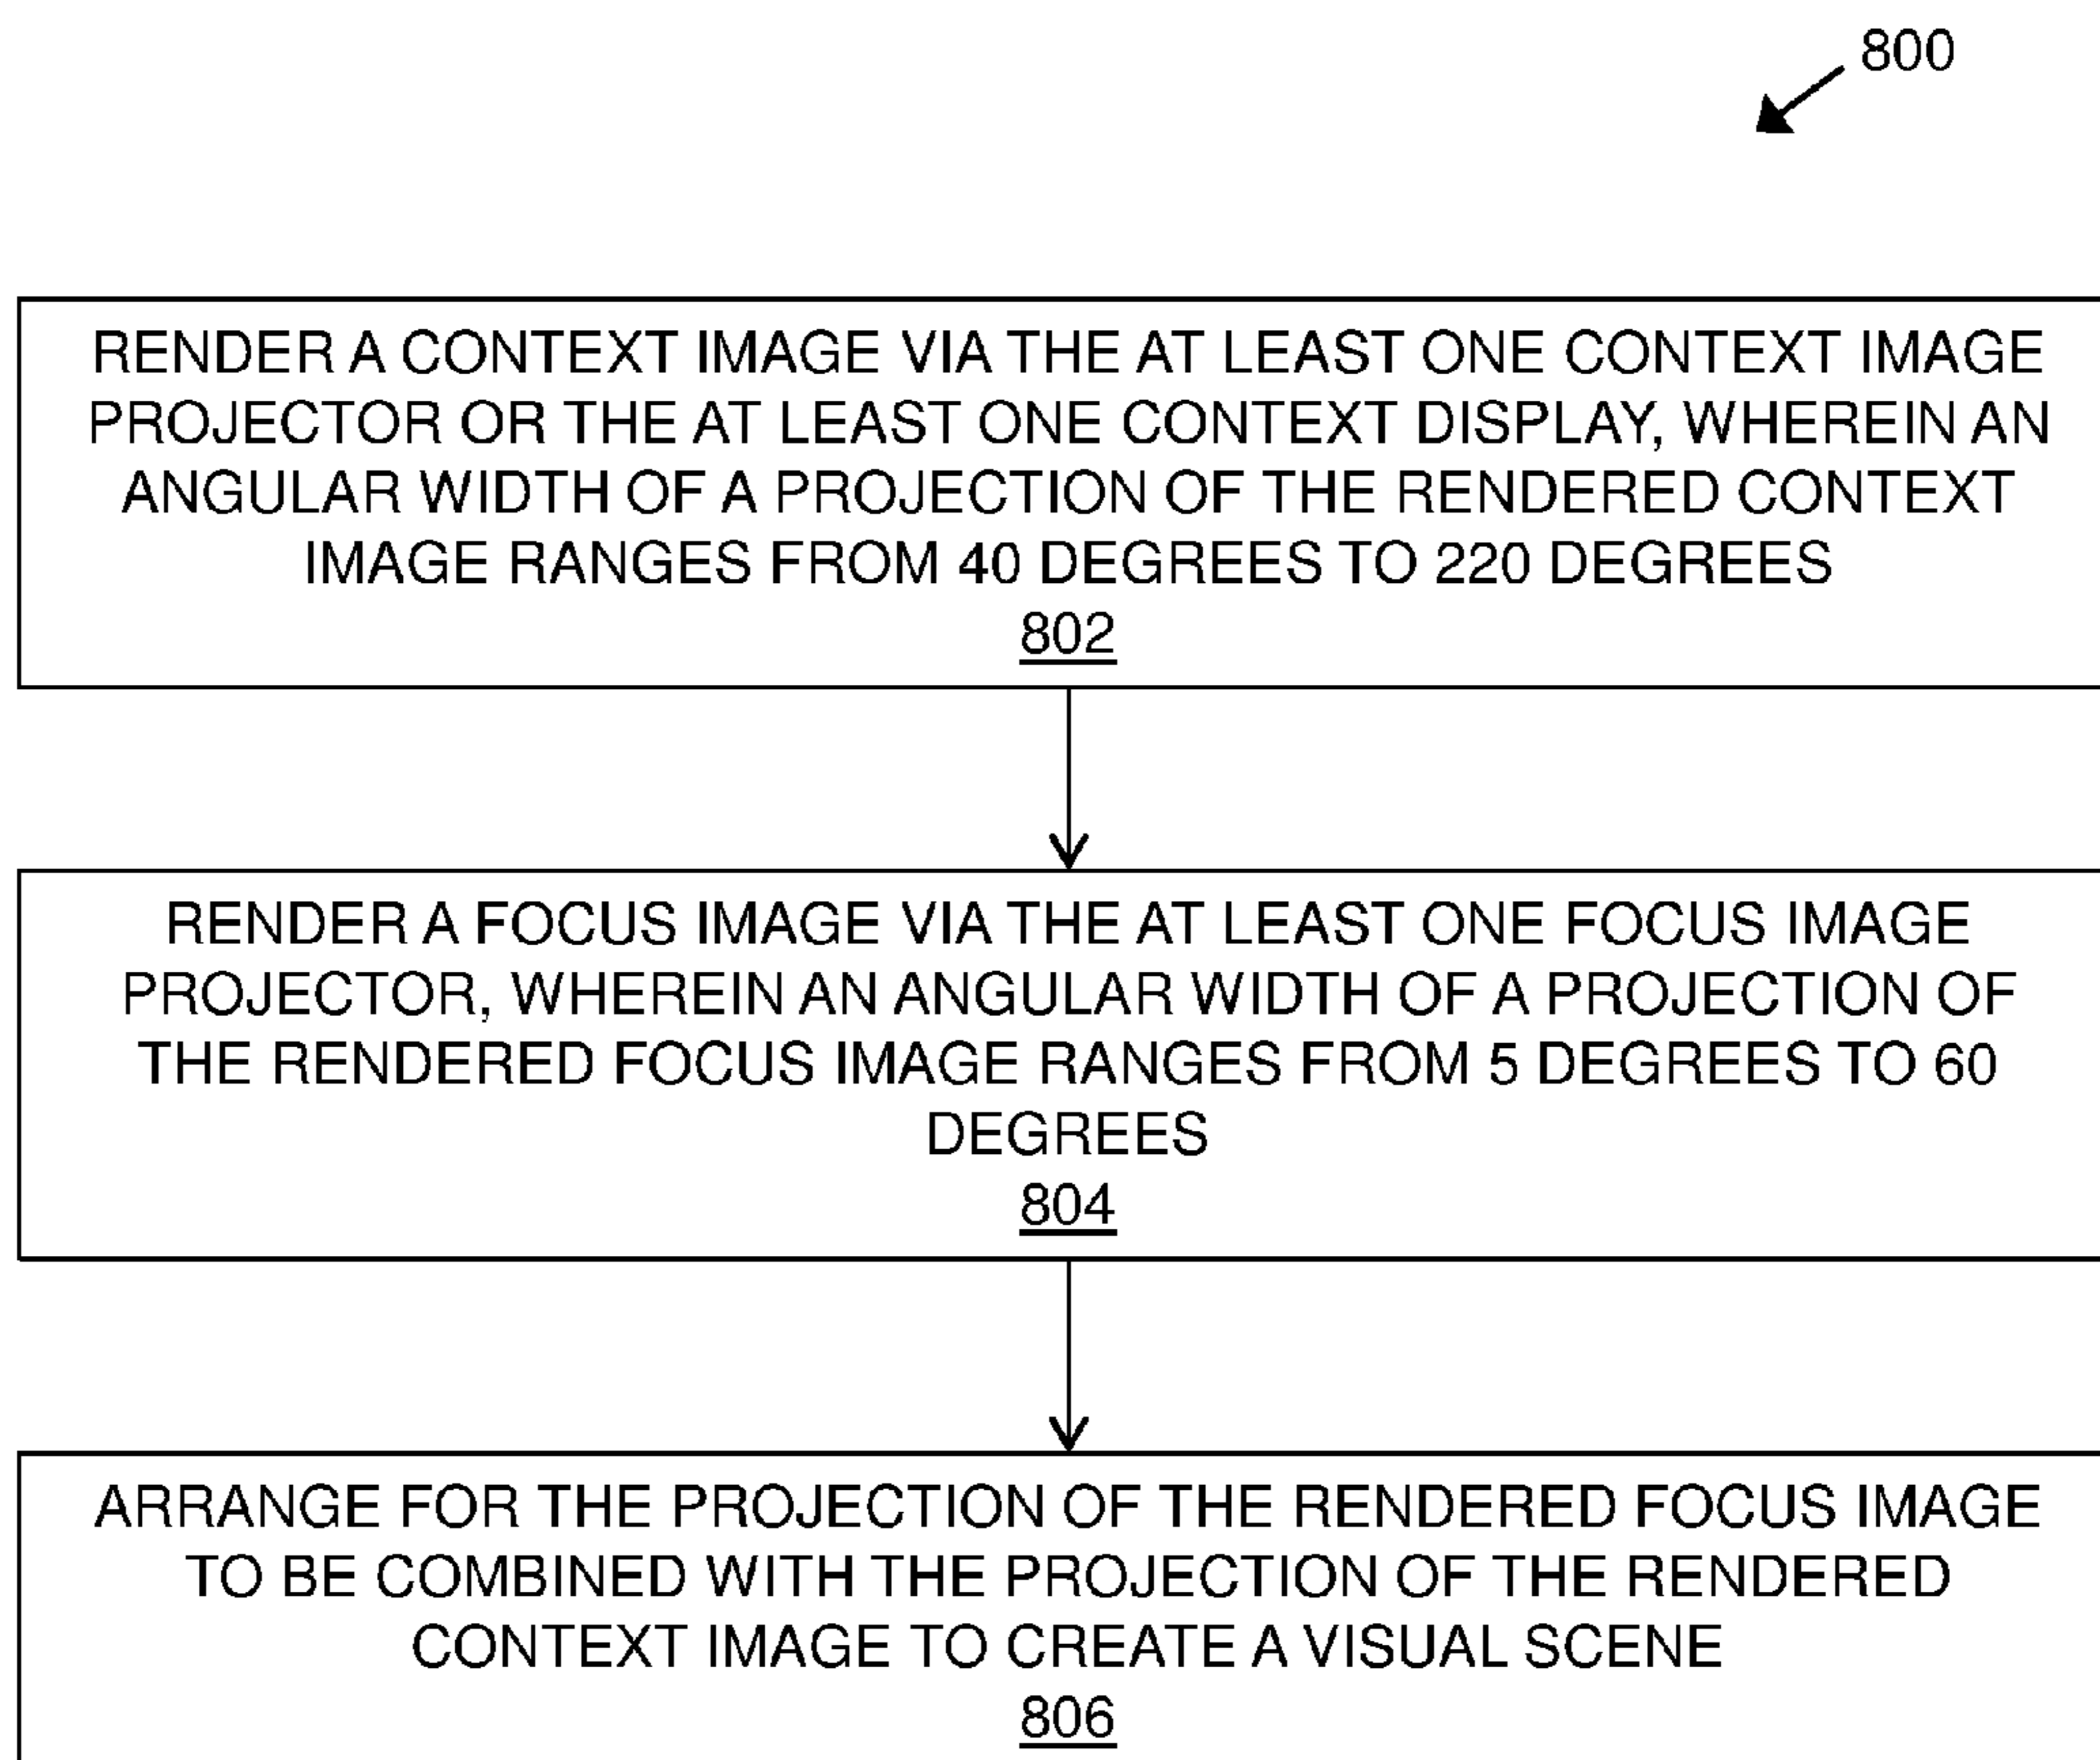 800
RENDER A CONTEXT IMAGE VIA THE AT LEAST ONE CONTEXT IMAGE
PROJECTOR OR THE AT LEAST ONE CONTEXT DISPLAY, WHEREIN AN
ANGULAR WIDTH OF A PROJECTION OF THE RENDERED CONTEXT
IMAGE RANGES FROM 40 DEGREES TO 220 DEGREES
802
RENDER A FOCUS IMAGE VIA THE AT LEAST ONE FOCUS IMAGE
PROJECTOR, WHEREIN AN ANGULAR WIDTH OF A PROJECTION OF
THE RENDERED FOCUS IMAGE RANGES FROM 5 DEGREES TO 60
DEGREES
804
ARRANGE FOR THE PROJECTION OF THE RENDERED FOCUS IMAGE
TO BE COMBINED WITH THE PROJECTION OF THE RENDERED
CONTEXT IMAGE TO CREATE A VISUAL SCENE
806